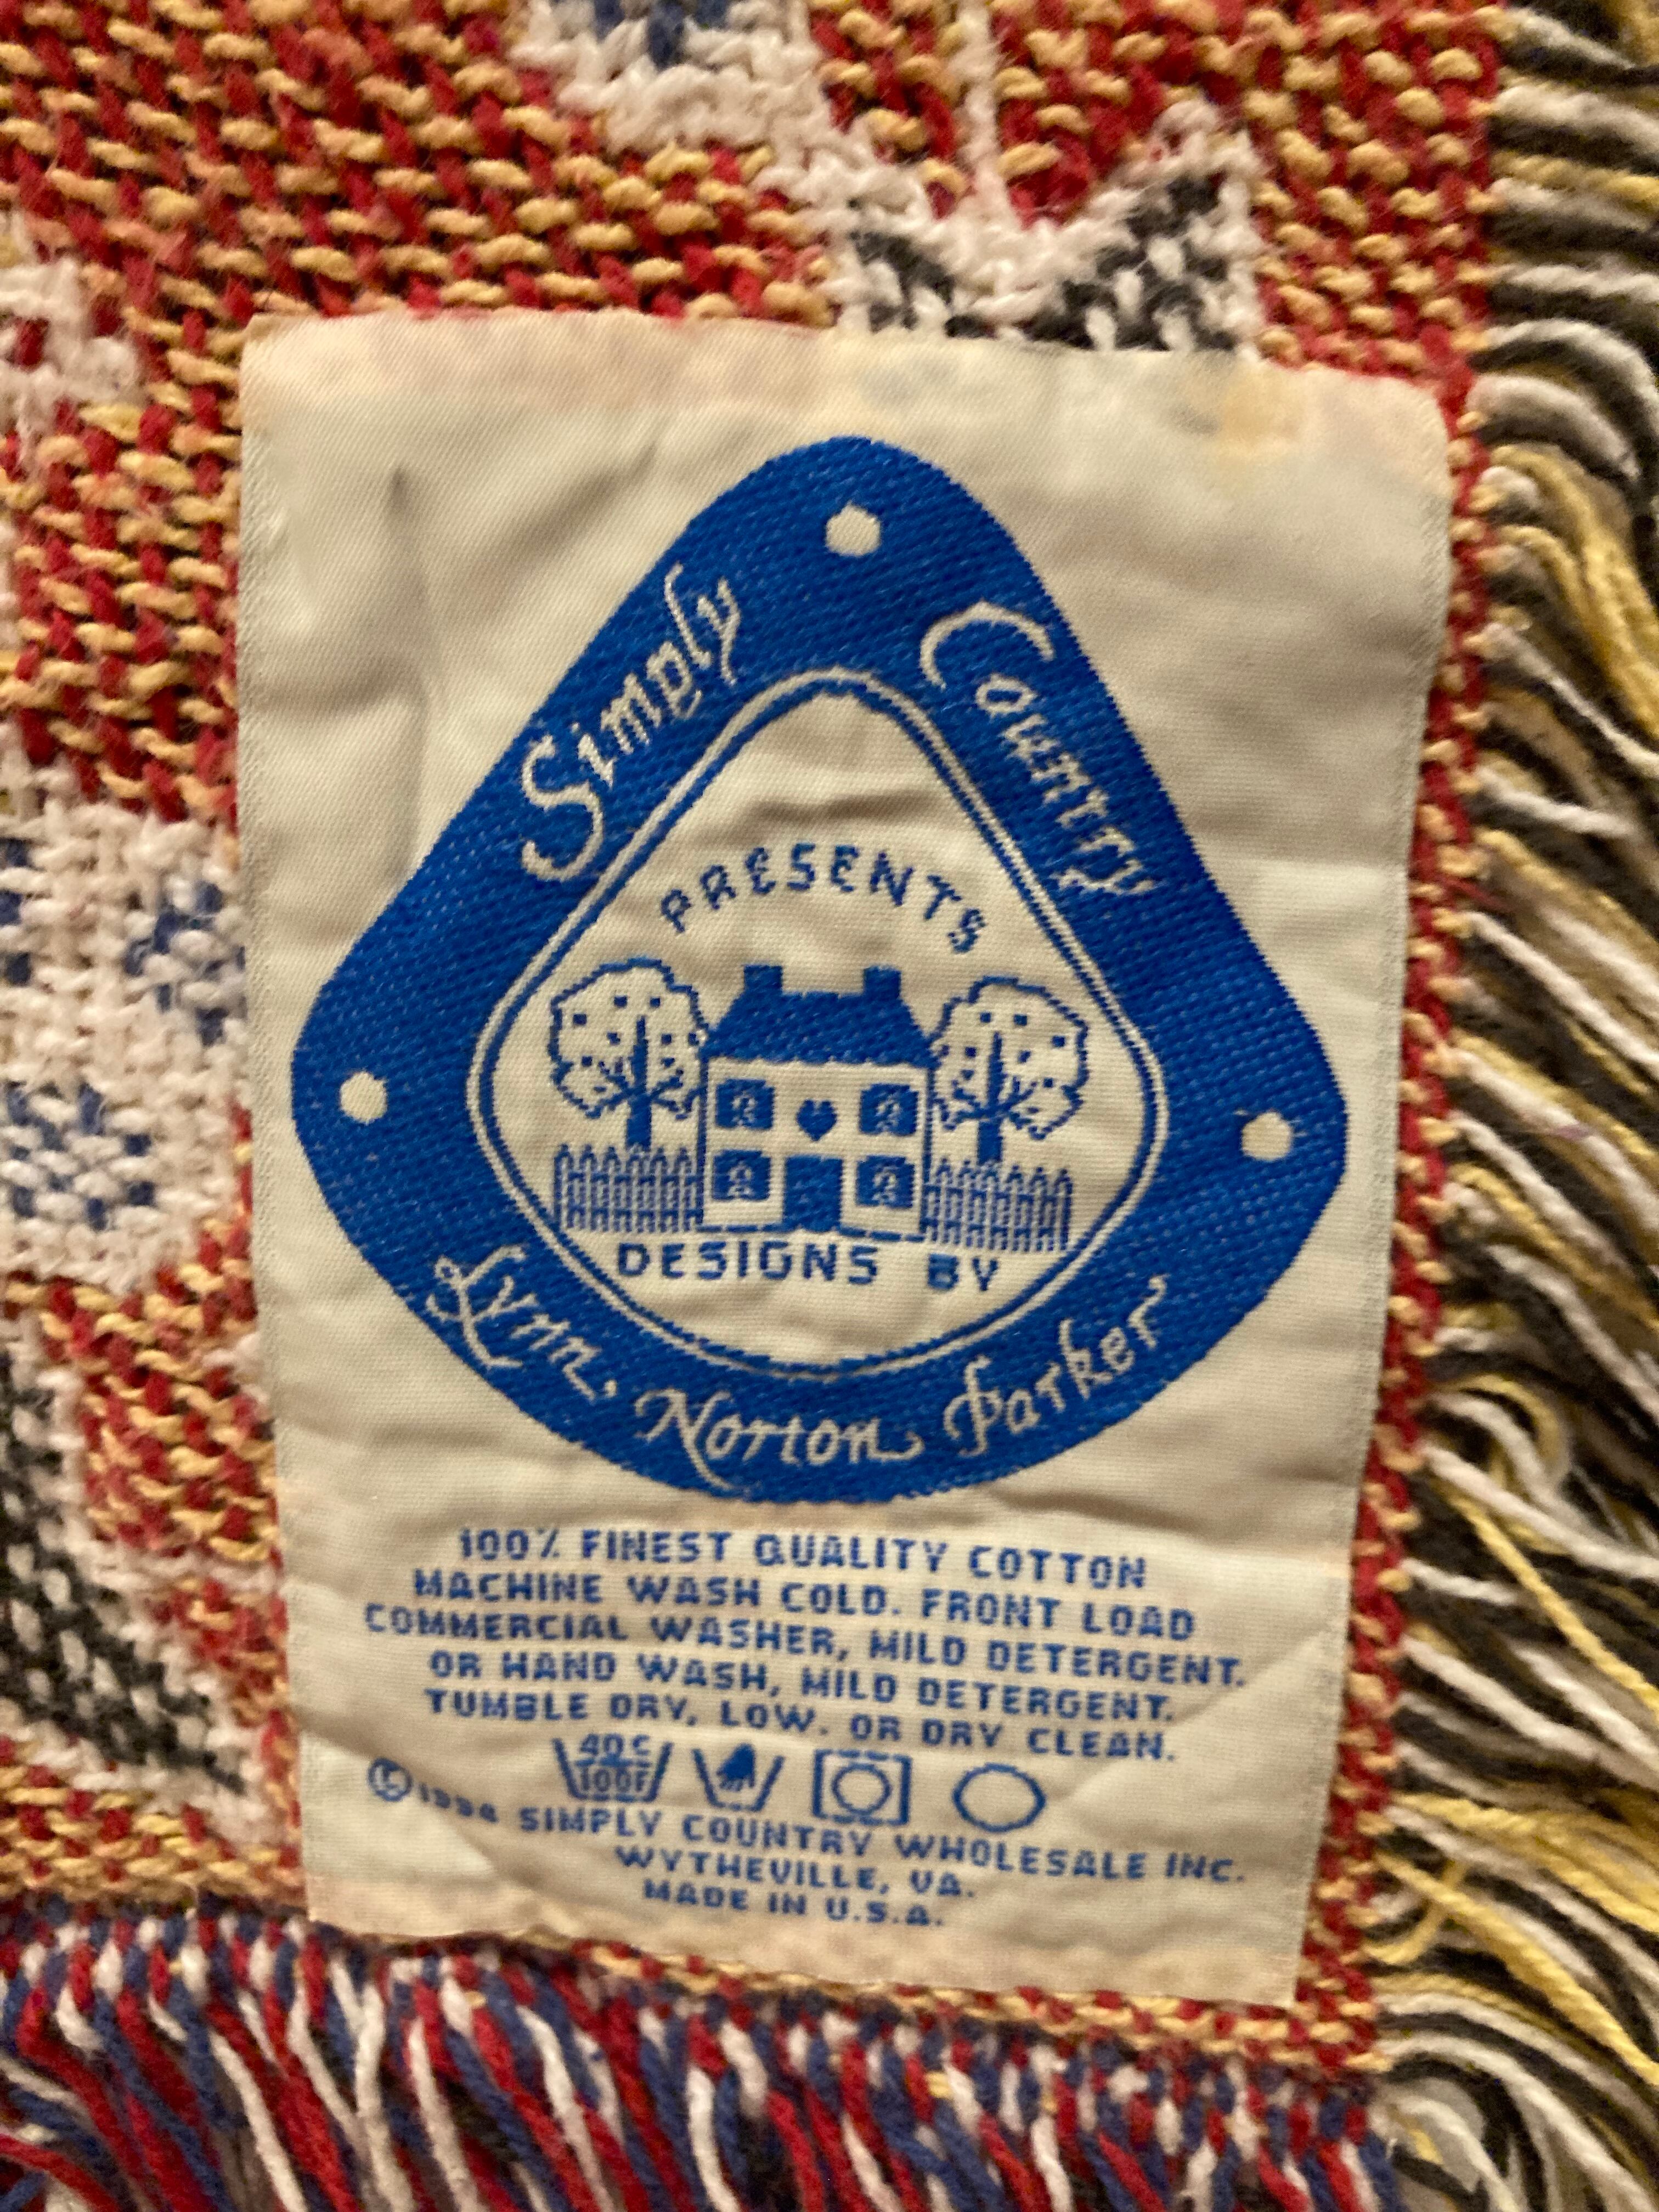 Simply Country
PRESENTS
DESIGNS BY
Lynn Norton Parker
100% FINEST QUALITY COTTON
MACHINE WASH COLD. FRONT LOAD
COMMERCIAL WASHER, MILD DETERGENT.
OR HAND WASH, MILD DETERGENT.
TUMBLE DRY, LOW. OR DRY CLEAN.
40C
100F
© 1994 SIMPLY COUNTRY WHOLESALE INC.
WYTHEVILLE, VA.
MADE IN U.S.A.